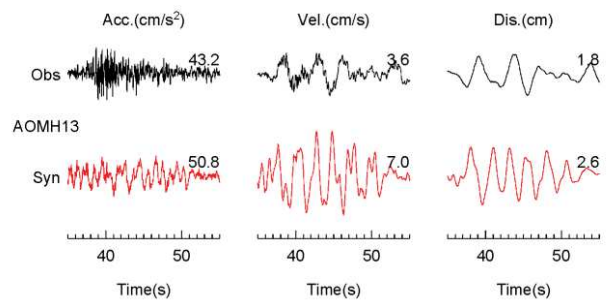 Acc.(cm/s²) Vel.(cm/s) Dis.(cm)
Obs 43.2 3.6 1.8
AOMH13
Syn 50.8 7.0 2.6
40 50 40 50 40 50
Time(s) Time(s) Time(s)